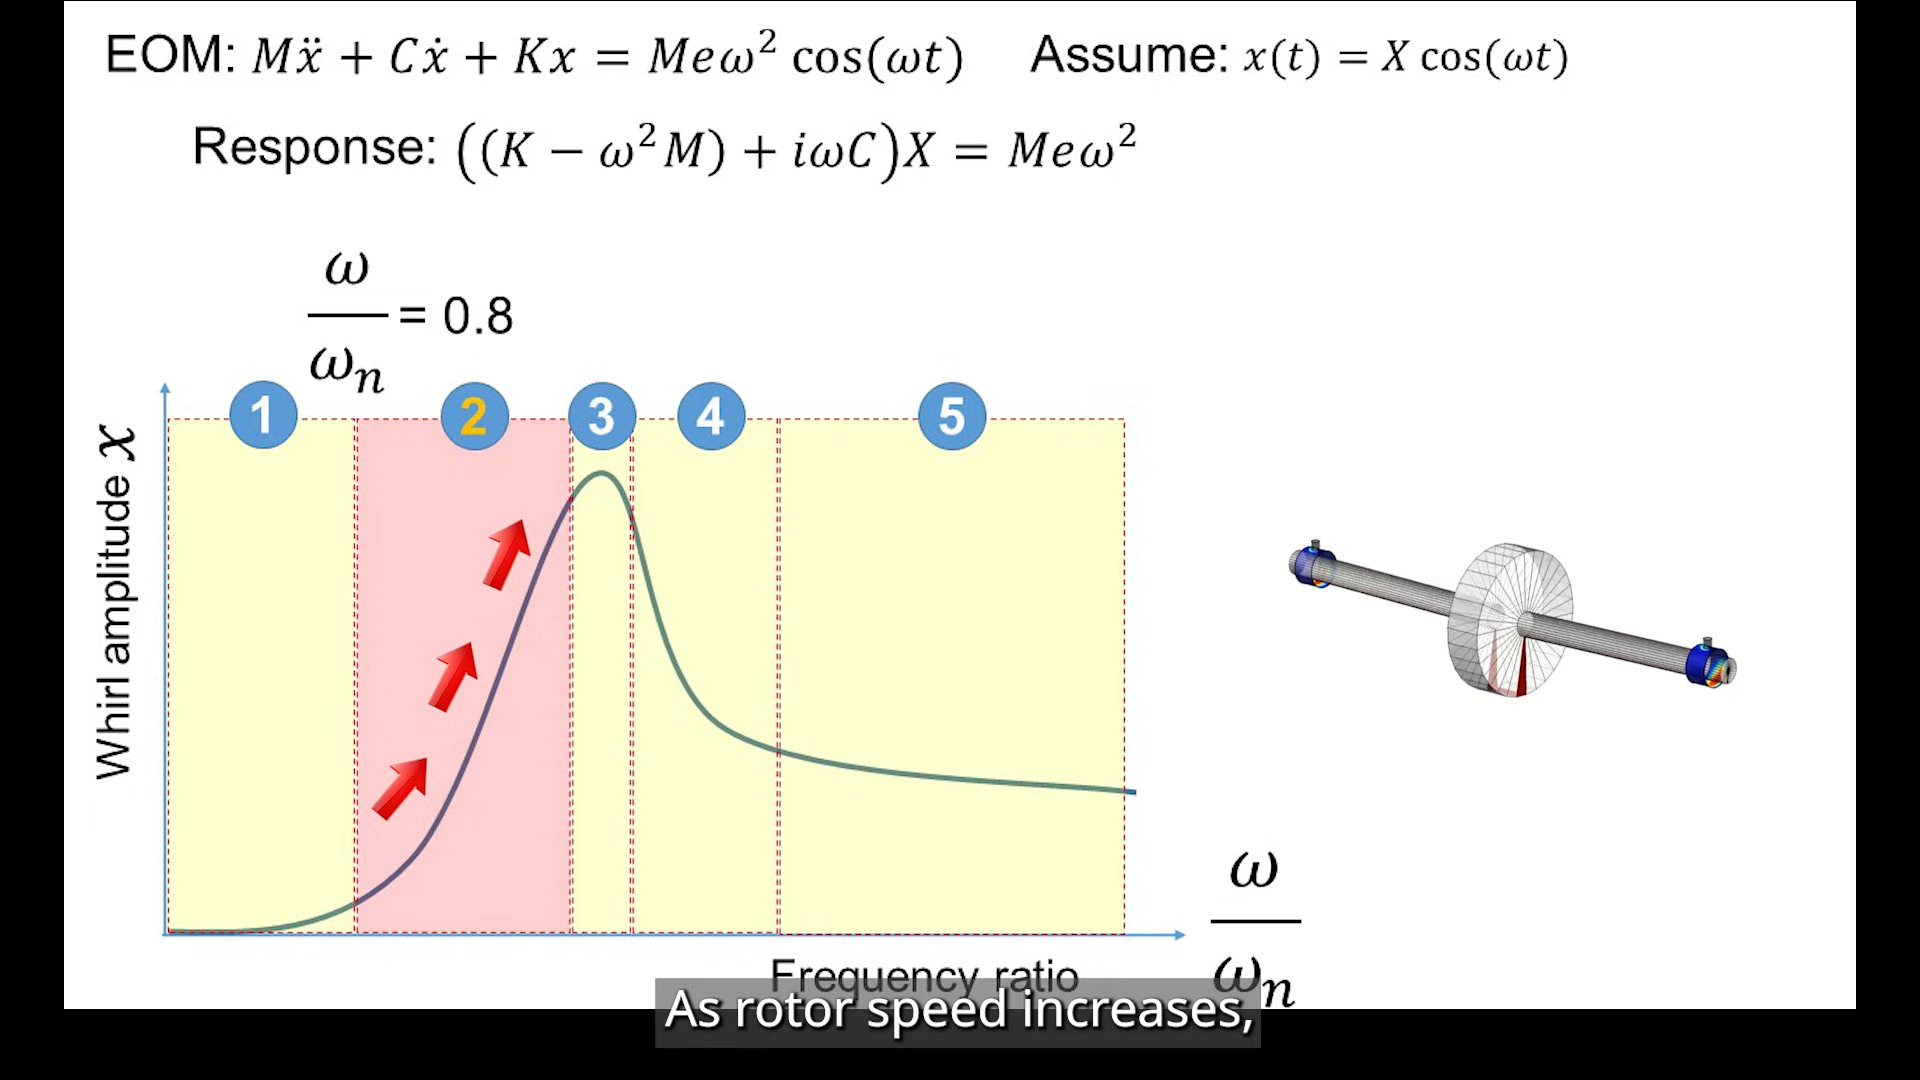 EOM: Mẍ + Cẋ + Kx = Meω² cos(ωt) Assume: x(t) = X cos(ωt)
Response: ((K − ω²M) + iωC)X = Meω²
ω/ωₙ = 0.8
1 2 3 4 5
Whirl amplitude x
ω/ωₙ
Frequency ratio
As rotor speed increases,